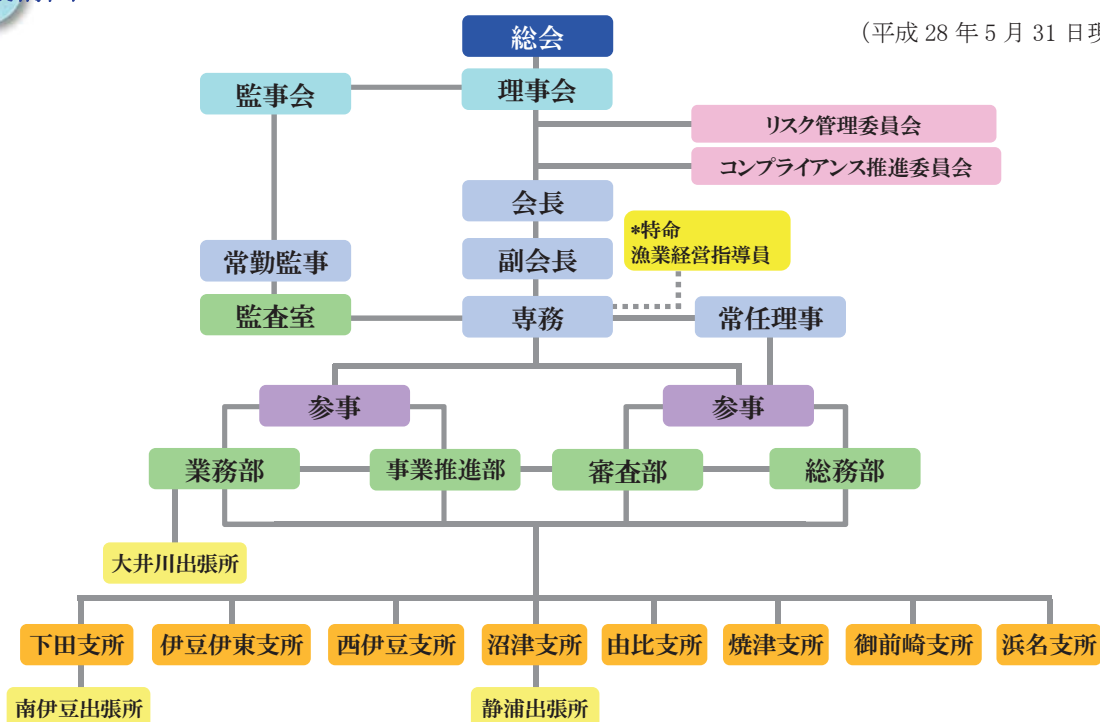 総会
(平成 28 年 5 月 31 日現
監事会
理事会
リスク管理委員会
コンプライアンス推進委員会
会長
*特命
漁業経営指導員
常勤監事
副会長
監査室
専務
常任理事
参事
参事
業務部
事業推進部
審査部
総務部
大井川出張所
下田支所
伊豆伊東支所
西伊豆支所
沼津支所
由比支所
焼津支所
御前崎支所
浜名支所
南伊豆出張所
静浦出張所